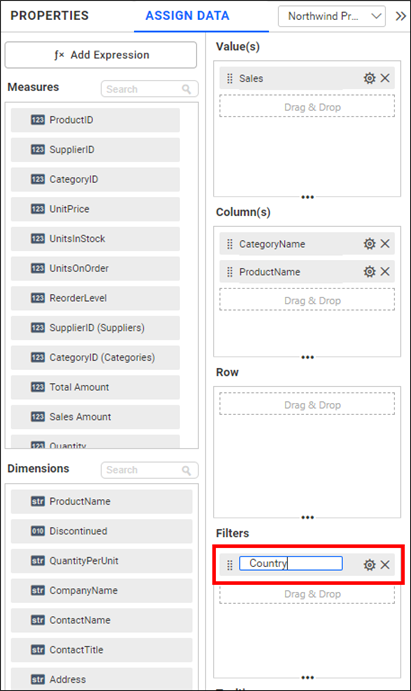 PROPERTIES
ASSIGN DATA
Northwind Pr...
ƒx Add Expression
Measures
Search
123 ProductID
123 SupplierID
123 CategoryID
123 UnitPrice
123 UnitsInStock
123 UnitsOnOrder
123 ReorderLevel
123 SupplierID (Suppliers)
123 CategoryID (Categories)
123 Total Amount
123 Sales Amount
123 Quantity
Dimensions
Search
str ProductName
010 Discontinued
str QuantityPerUnit
str CompanyName
str ContactName
str ContactTitle
str Address
Value(s)
Sales
Drag & Drop
Column(s)
CategoryName
ProductName
Drag & Drop
Row
Drag & Drop
Filters
Country
Drag & Drop